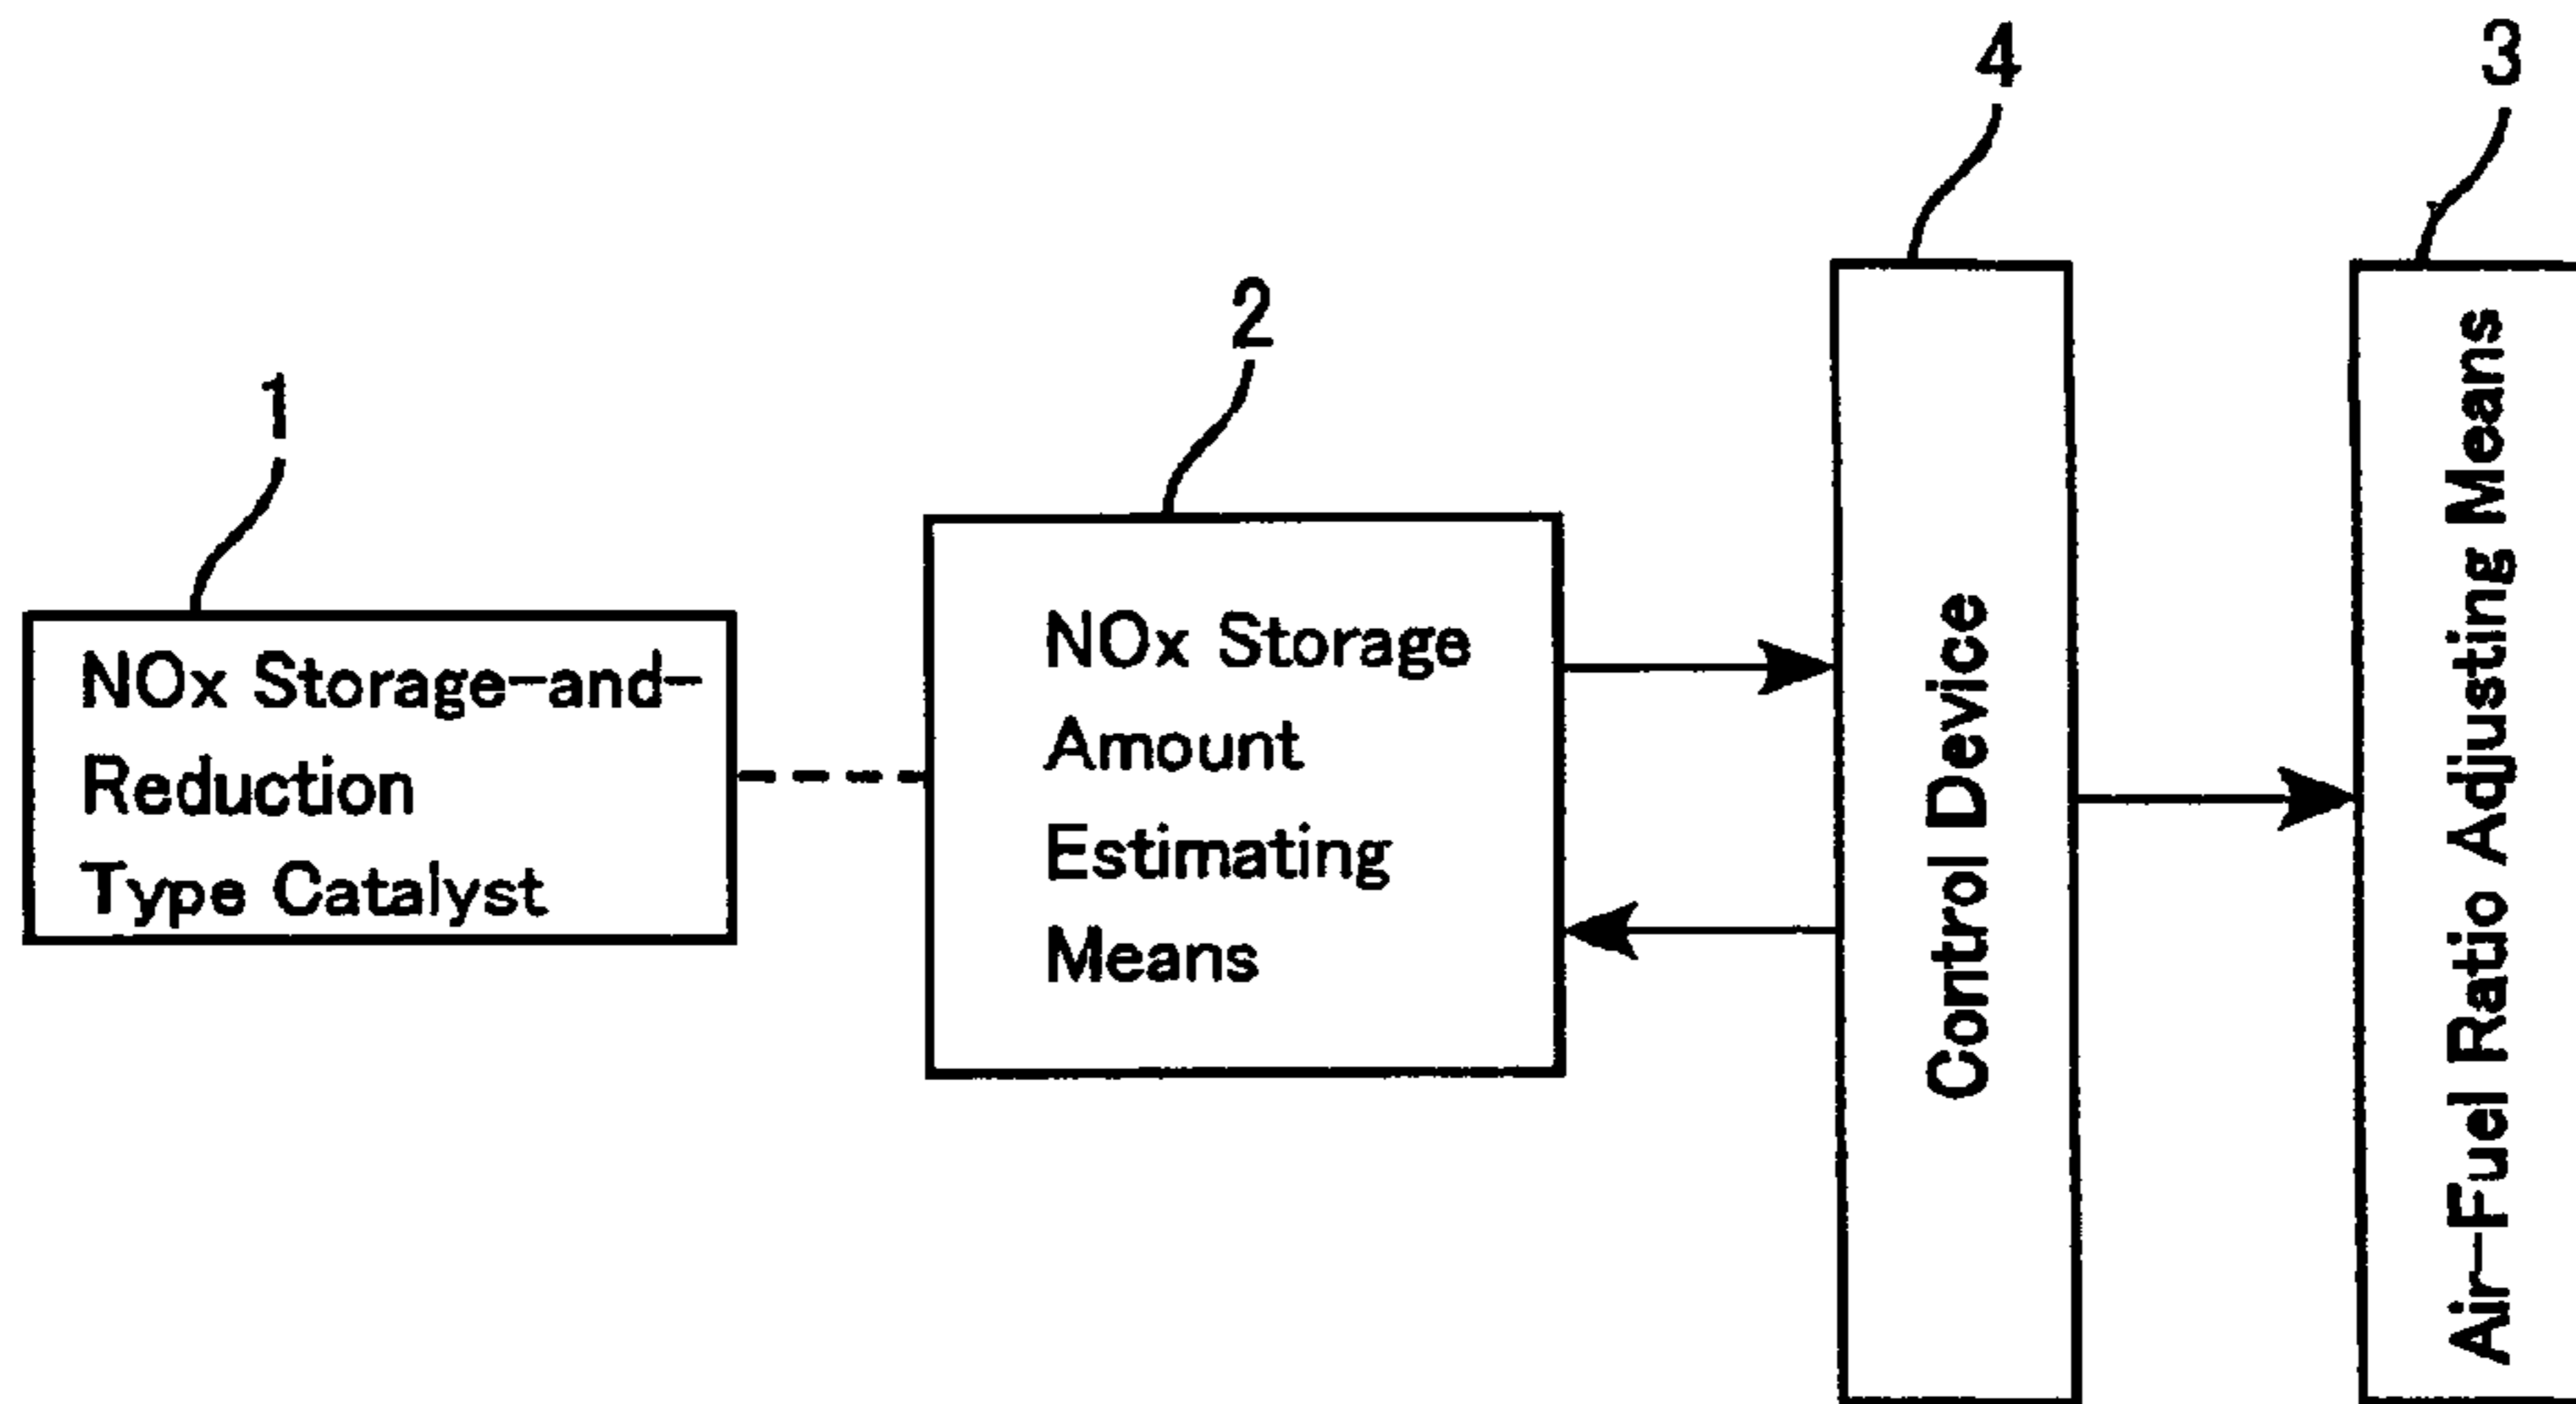 4
3
2
1
NOx Storage-and-
Reduction
Type Catalyst
NOx Storage
Amount
Estimating
Means
Control Device
Air-Fuel Ratio Adjusting Means